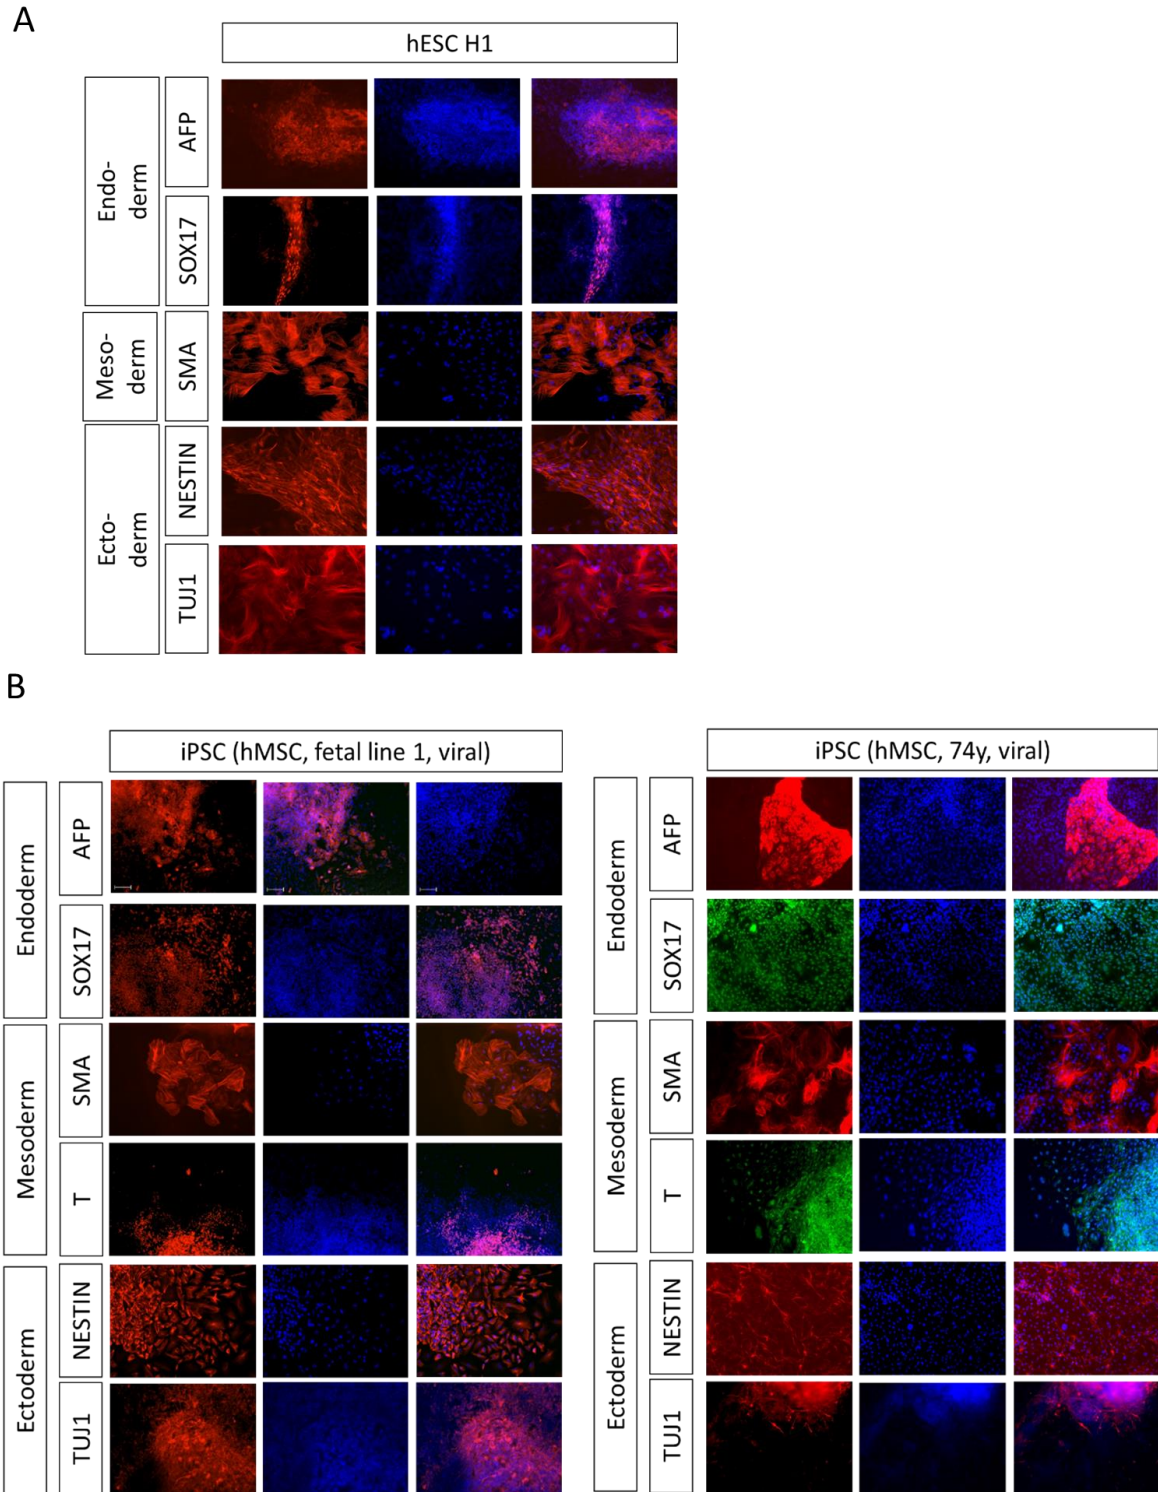 A
hESC H1
Endo-
derm
AFP
SOX17
Meso-
derm
SMA
Ecto-
derm
NESTIN
TUJ1
B
iPSC (hMSC, fetal line 1, viral)
Endoderm
AFP
SOX17
Mesoderm
SMA
T
Ectoderm
NESTIN
TUJ1
iPSC (hMSC, 74y, viral)
Endoderm
AFP
SOX17
Mesoderm
SMA
T
Ectoderm
NESTIN
TUJ1